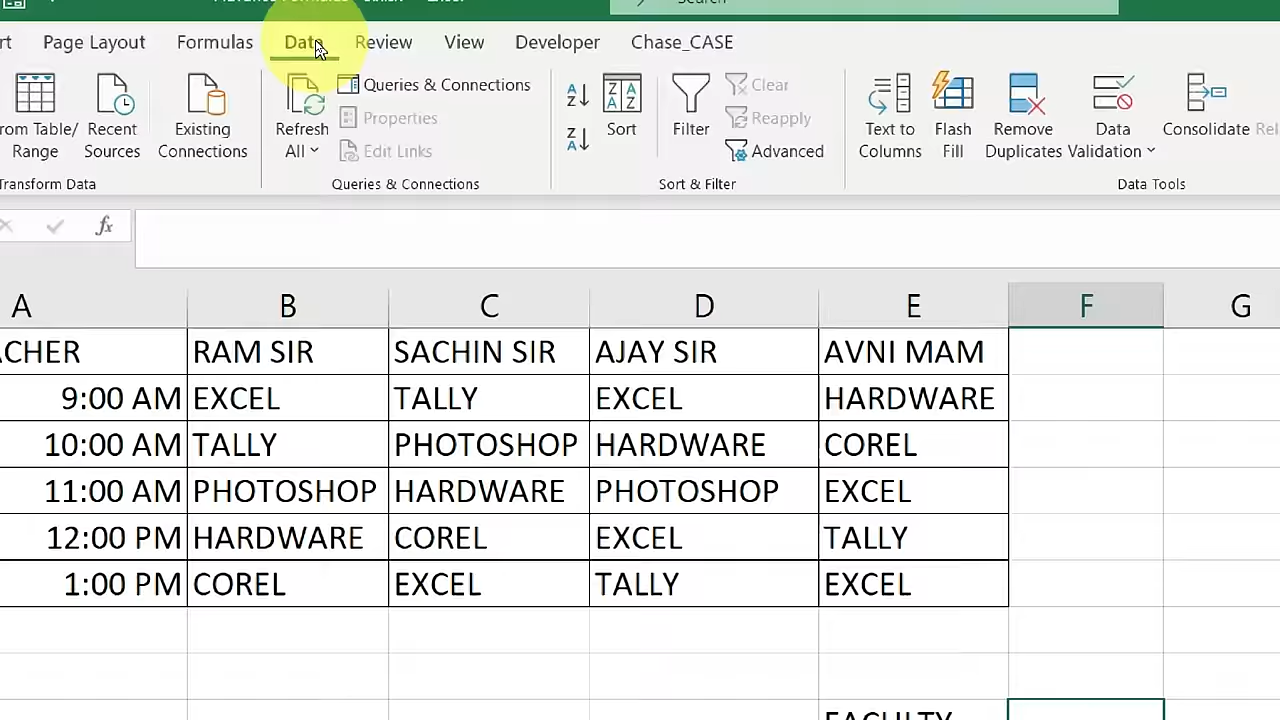 Search
Page Layout Formulas Data Review View Developer Chase_CASE
Queries & Connections
Properties
Edit Links
Clear
Reapply
Advanced
From Table/
Range
Recent
Sources
Existing
Connections
Refresh
All
Sort
Filter
Text to
Columns
Flash
Fill
Remove
Duplicates
Data
Validation
Consolidate
Transform Data Queries & Connections Sort & Filter Data Tools
fx
A B C D E F G
ACHER RAM SIR SACHIN SIR AJAY SIR AVNI MAM
9:00 AM EXCEL TALLY EXCEL HARDWARE
10:00 AM TALLY PHOTOSHOP HARDWARE COREL
11:00 AM PHOTOSHOP HARDWARE PHOTOSHOP EXCEL
12:00 PM HARDWARE COREL EXCEL TALLY
1:00 PM COREL EXCEL TALLY EXCEL
FACULTY